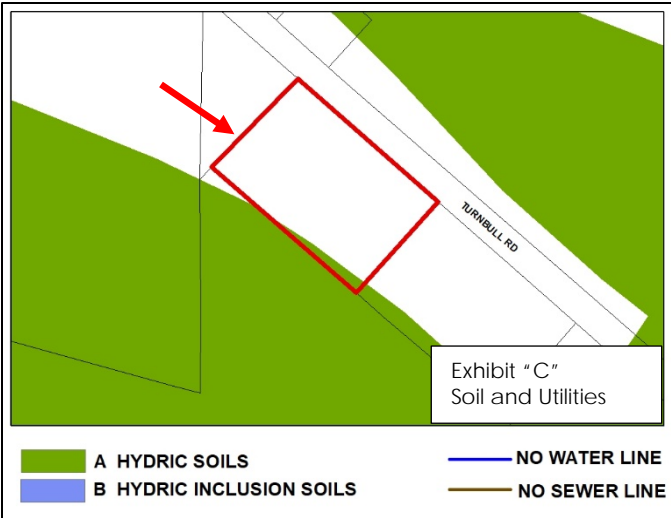 TURNBULL RD
Exhibit "C"
Soil and Utilities
A HYDRIC SOILS
B HYDRIC INCLUSION SOILS
NO WATER LINE
NO SEWER LINE